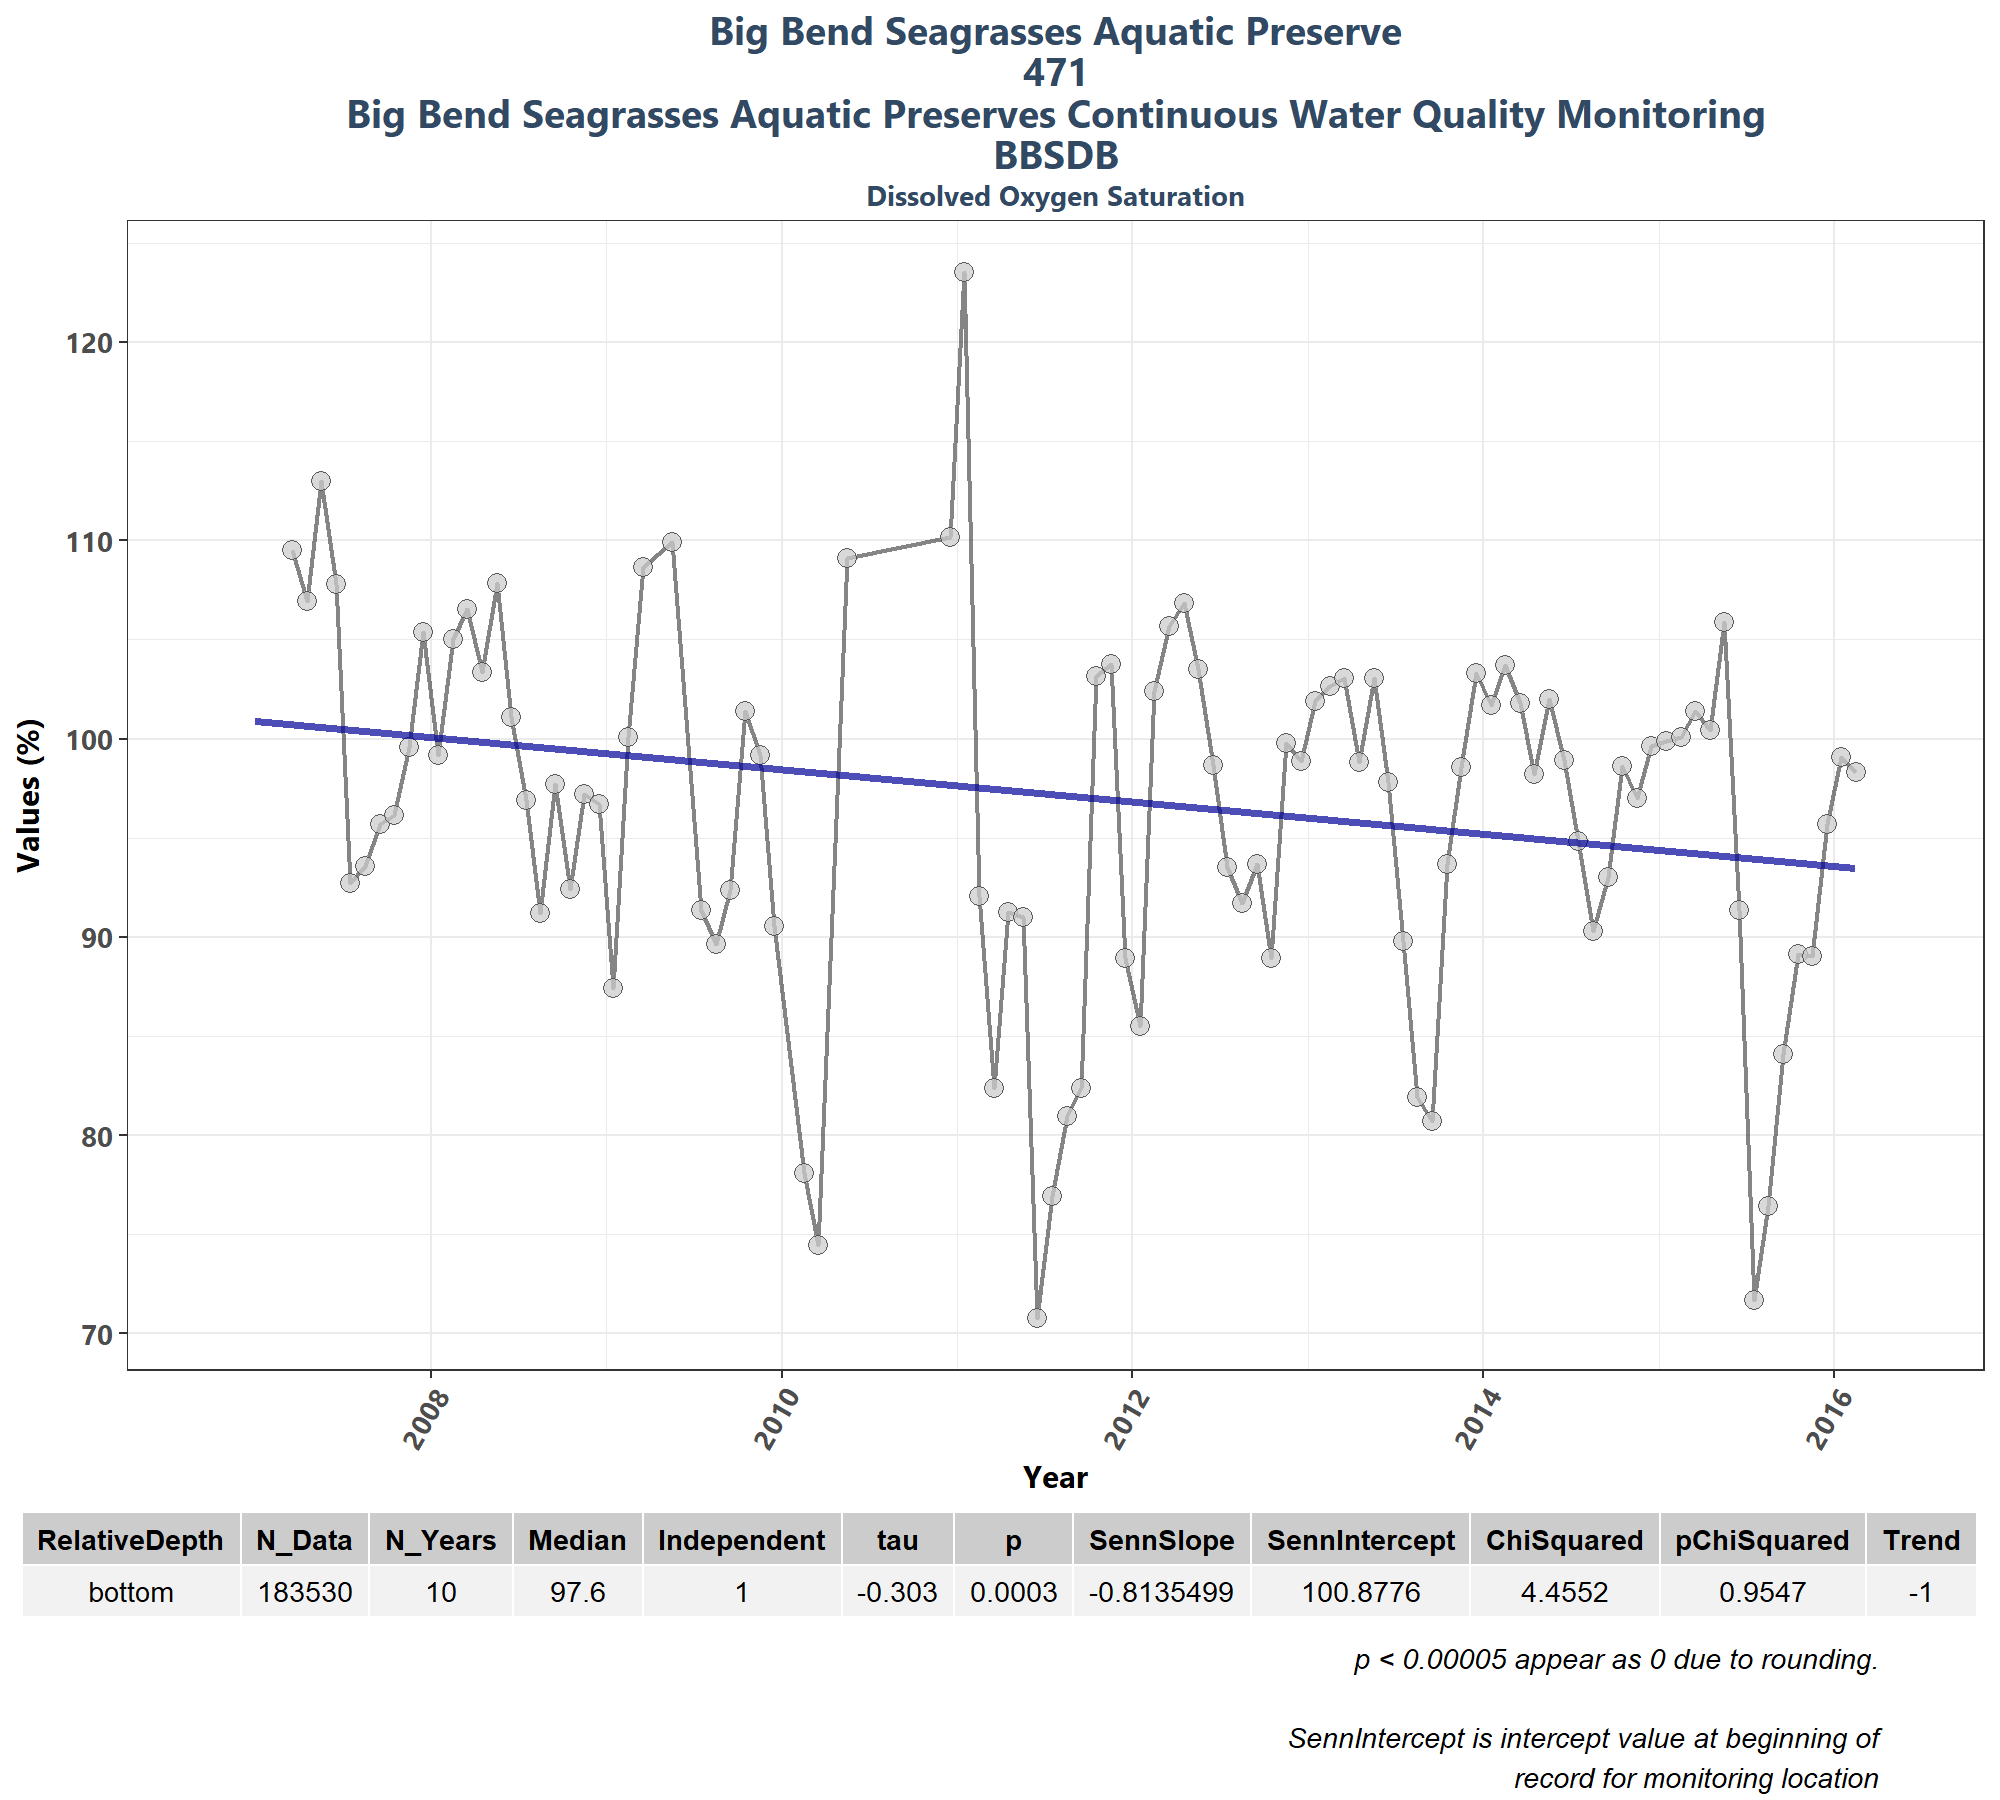 Big Bend Seagrasses Aquatic Preserve
471
Big Bend Seagrasses Aquatic Preserves Continuous Water Quality Monitoring
BBSDB
Dissolved Oxygen Saturation
Values (%)
120
110
100
90
80
70
2008 2010 2012 2014 2016
Year
RelativeDepth N_Data N_Years Median Independent tau p SennSlope SennIntercept ChiSquared pChiSquared Trend
bottom 183530 10 97.6 1 -0.303 0.0003 -0.8135499 100.8776 4.4552 0.9547 -1
p < 0.00005 appear as 0 due to rounding.
SennIntercept is intercept value at beginning of
record for monitoring location